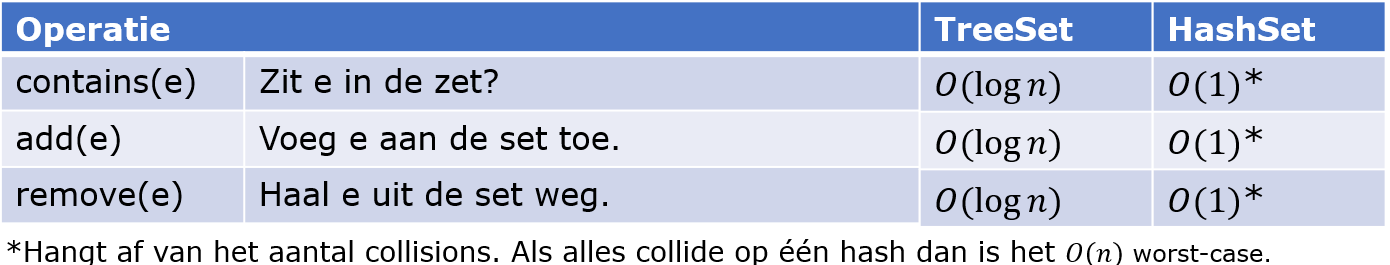 Operatie TreeSet HashSet
contains(e) Zit e in de zet? O(log n) O(1)*
add(e) Voeg e aan de set toe. O(log n) O(1)*
remove(e) Haal e uit de set weg. O(log n) O(1)*
*Hangt af van het aantal collisions. Als alles collide op één hash dan is het O(n) worst-case.